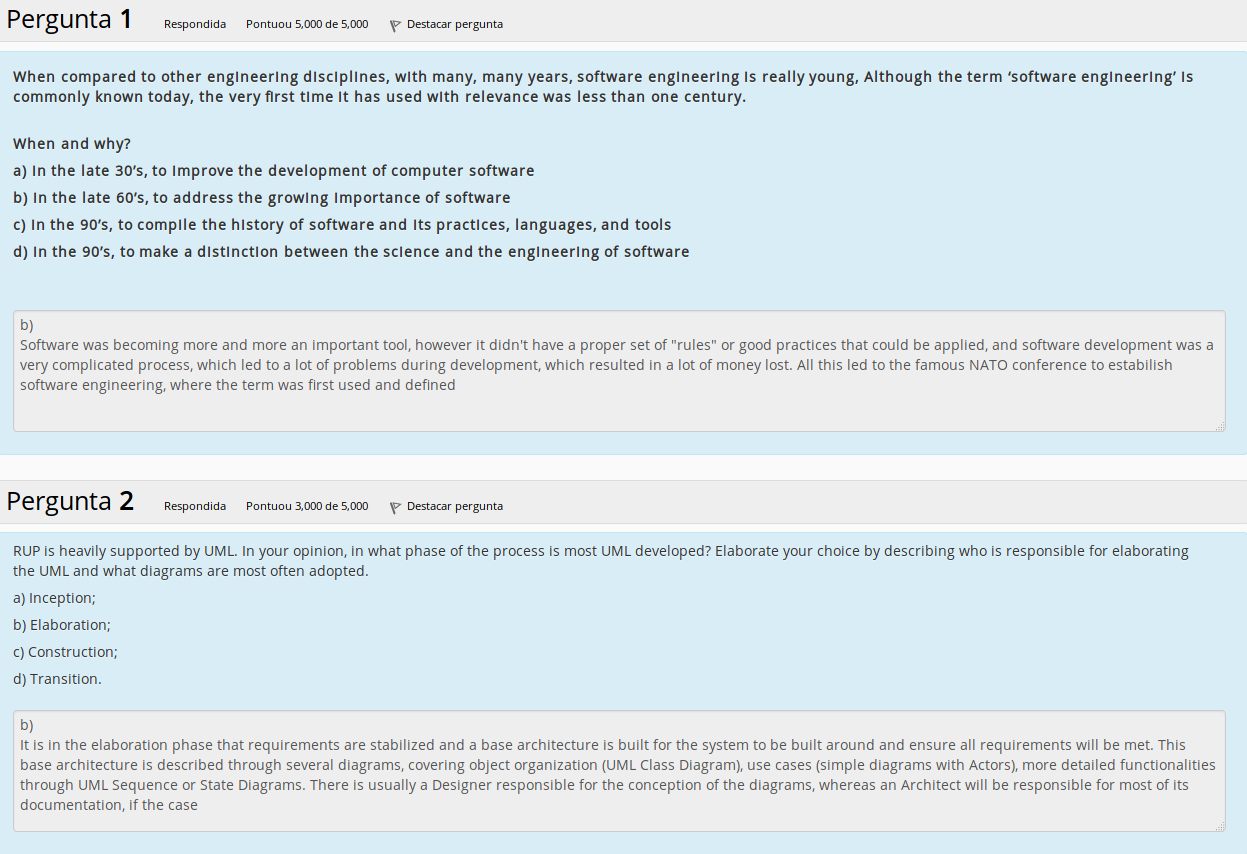 Pergunta 1 Respondida Pontuou 5,000 de 5,000 Destacar pergunta
When compared to other engineering disciplines, with many, many years, software engineering is really young, Although the term ‘software engineering’ is
commonly known today, the very first time it has used with relevance was less than one century.
When and why?
a) In the late 30’s, to improve the development of computer software
b) In the late 60’s, to address the growing importance of software
c) In the 90’s, to compile the history of software and its practices, languages, and tools
d) In the 90’s, to make a distinction between the science and the engineering of software
b)
Software was becoming more and more an important tool, however it didn't have a proper set of "rules" or good practices that could be applied, and software development was a
very complicated process, which led to a lot of problems during development, which resulted in a lot of money lost. All this led to the famous NATO conference to estabilish
software engineering, where the term was first used and defined
Pergunta 2 Respondida Pontuou 3,000 de 5,000 Destacar pergunta
RUP is heavily supported by UML. In your opinion, in what phase of the process is most UML developed? Elaborate your choice by describing who is responsible for elaborating
the UML and what diagrams are most often adopted.
a) Inception;
b) Elaboration;
c) Construction;
d) Transition.
b)
It is in the elaboration phase that requirements are stabilized and a base architecture is built for the system to be built around and ensure all requirements will be met. This
base architecture is described through several diagrams, covering object organization (UML Class Diagram), use cases (simple diagrams with Actors), more detailed functionalities
through UML Sequence or State Diagrams. There is usually a Designer responsible for the conception of the diagrams, whereas an Architect will be responsible for most of its
documentation, if the case